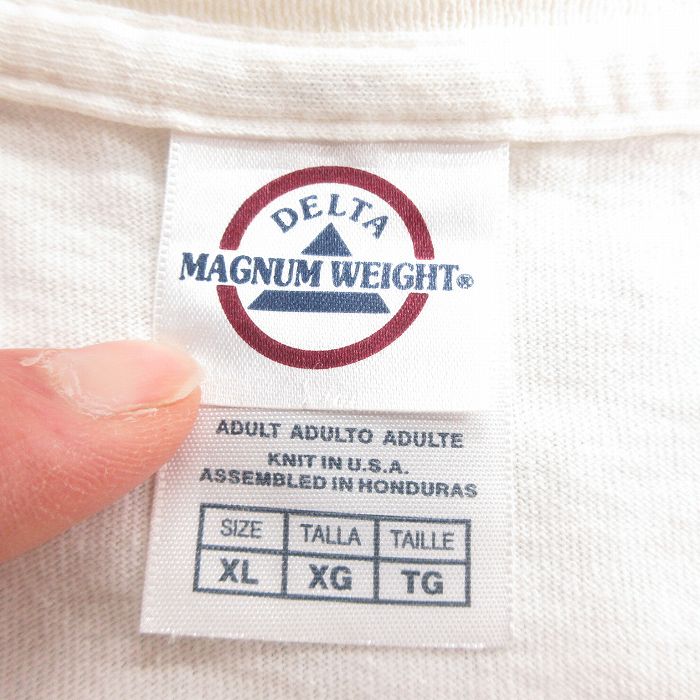 DELTA
MAGNUM WEIGHT®
ADULT ADULTO ADULTE
KNIT IN U.S.A.
ASSEMBLED IN HONDURAS
SIZE TALLA TAILLE
XL XG TG